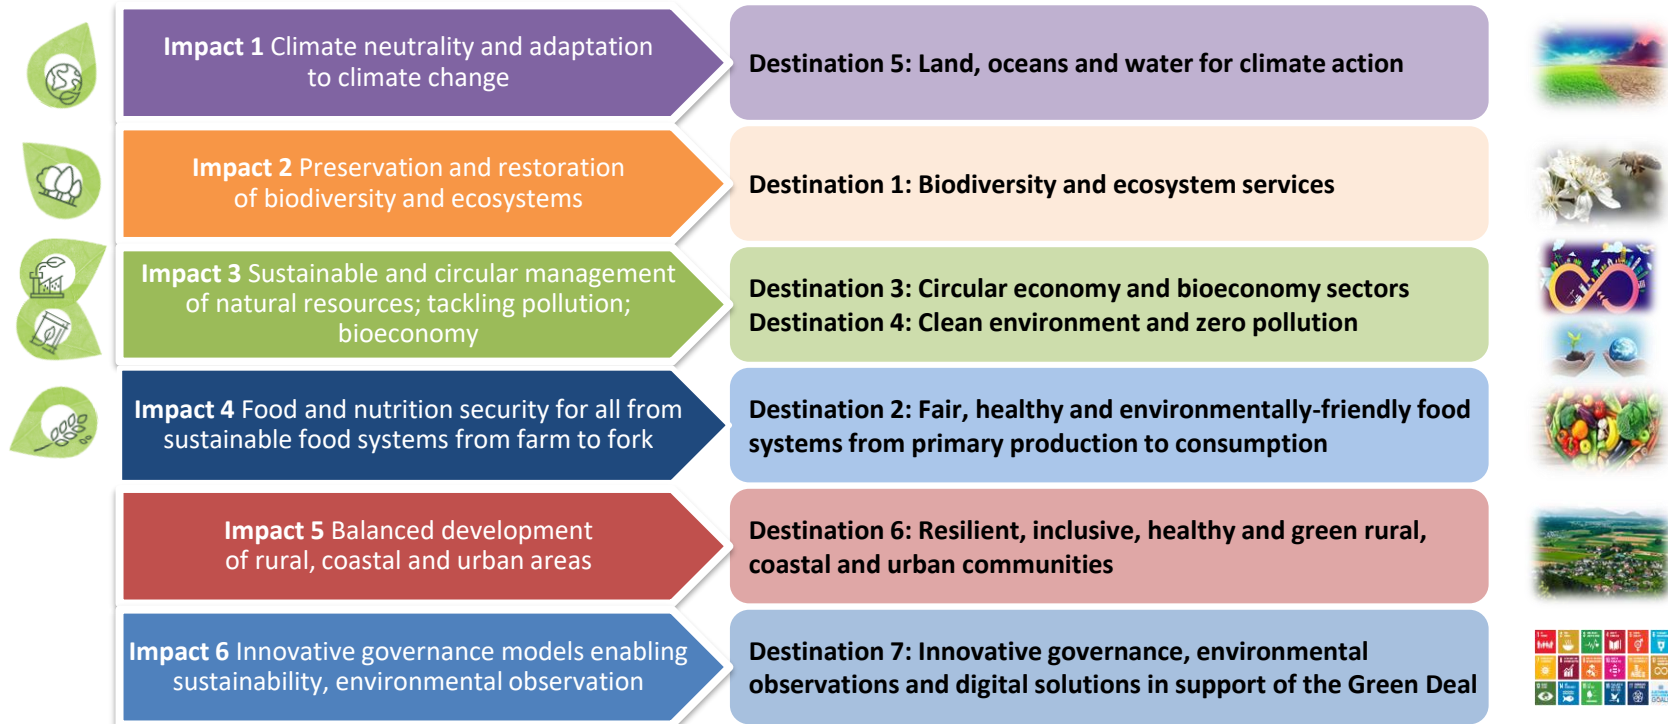 Impact 1 Climate neutrality and adaptation
to climate change
Destination 5: Land, oceans and water for climate action
Impact 2 Preservation and restoration
of biodiversity and ecosystems
Destination 1: Biodiversity and ecosystem services
Impact 3 Sustainable and circular management
of natural resources; tackling pollution;
bioeconomy
Destination 3: Circular economy and bioeconomy sectors
Destination 4: Clean environment and zero pollution
Impact 4 Food and nutrition security for all from
sustainable food systems from farm to fork
Destination 2: Fair, healthy and environmentally-friendly food
systems from primary production to consumption
Impact 5 Balanced development
of rural, coastal and urban areas
Destination 6: Resilient, inclusive, healthy and green rural,
coastal and urban communities
Impact 6 Innovative governance models enabling
sustainability, environmental observation
Destination 7: Innovative governance, environmental
observations and digital solutions in support of the Green Deal